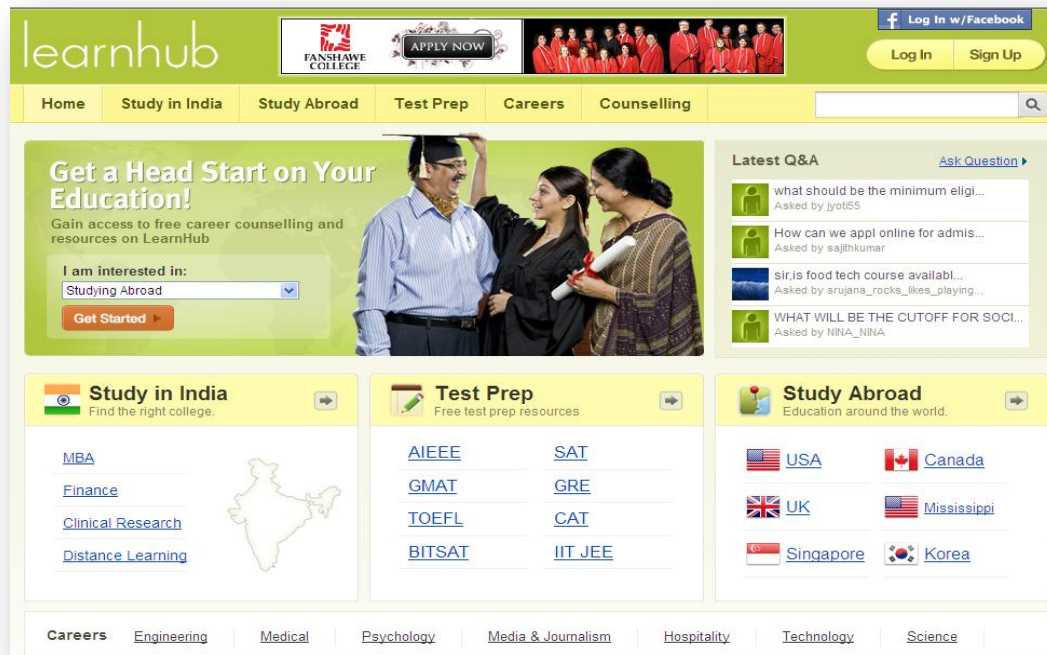 learnhub
FANSHAWE
COLLEGE
APPLY NOW
f Log In w/Facebook
Log In Sign Up
Home Study in India Study Abroad Test Prep Careers Counselling
Get a Head Start on Your
Education!
Gain access to free career counselling and
resources on LearnHub
I am interested in:
Studying Abroad
Get Started
Latest Q&A Ask Question
what should be the minimum eligi...
Asked by jyoti55
How can we appl online for admis...
Asked by sajithkumar
sir,is food tech course availabl...
Asked by srujana_rocks_likes_playing...
WHAT WILL BE THE CUTOFF FOR SOCI...
Asked by NINA_NINA
Study in India
Find the right college.
MBA
Finance
Clinical Research
Distance Learning
Test Prep
Free test prep resources
AIEEE SAT
GMAT GRE
TOEFL CAT
BITSAT IIT JEE
Study Abroad
Education around the world.
USA Canada
UK Mississippi
Singapore Korea
Careers Engineering Medical Psychology Media & Journalism Hospitality Technology Science